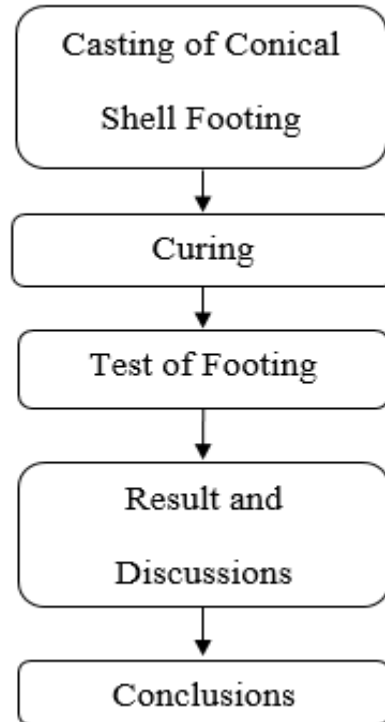 Casting of Conical
Shell Footing
Curing
Test of Footing
Result and
Discussions
Conclusions